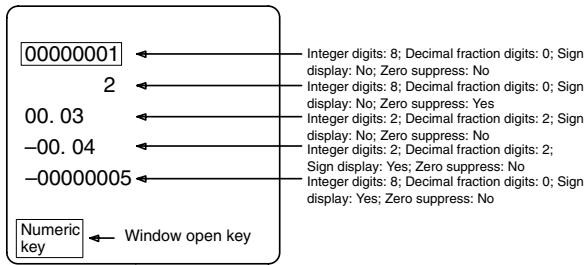 00000001
2
00. 03
–00. 04
–00000005
Numeric
key
Window open key
Integer digits: 8; Decimal fraction digits: 0; Sign
display: No; Zero suppress: No
Integer digits: 8; Decimal fraction digits: 0; Sign
display: No; Zero suppress: Yes
Integer digits: 2; Decimal fraction digits: 2; Sign
display: No; Zero suppress: No
Integer digits: 2; Decimal fraction digits: 2;
Sign display: Yes; Zero suppress: No
Integer digits: 8; Decimal fraction digits: 0; Sign
display: Yes; Zero suppress: No